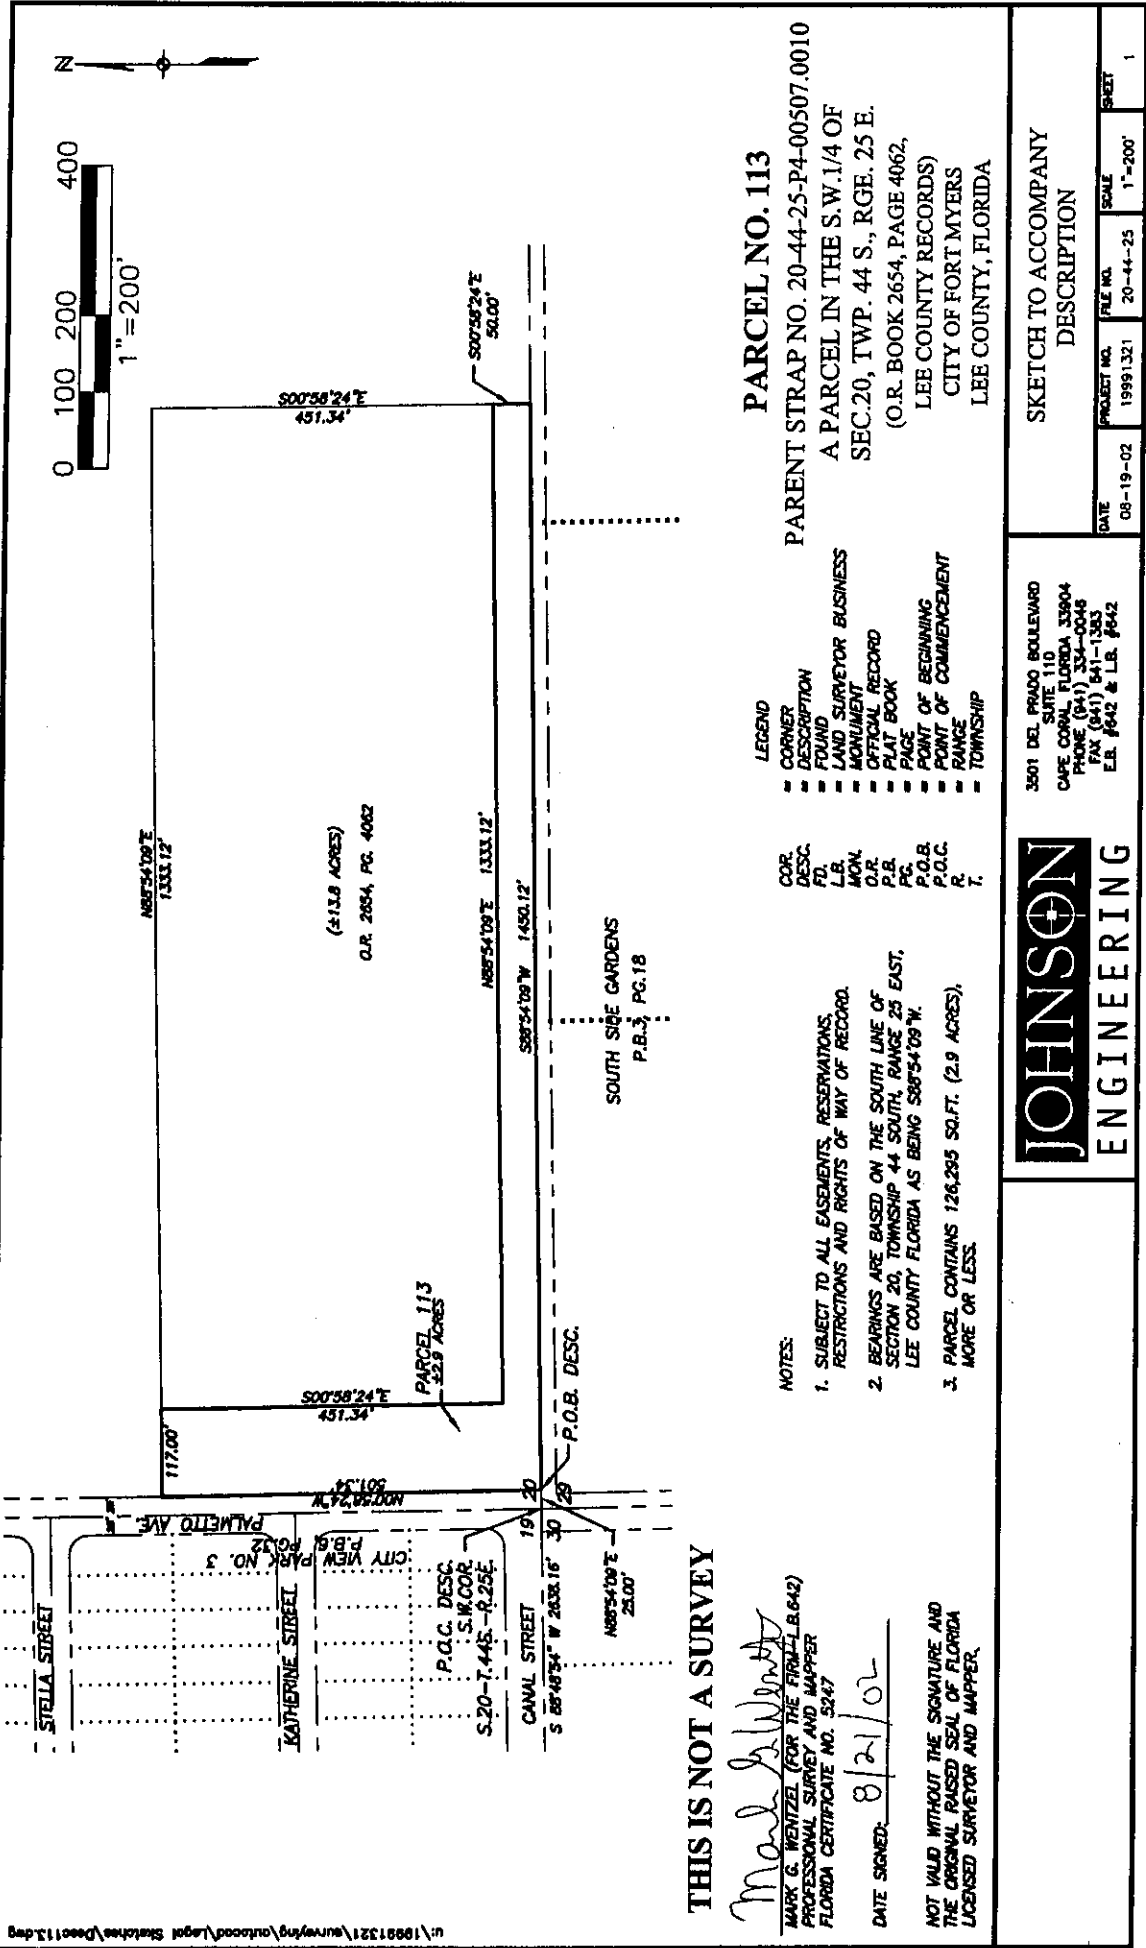 u:\19991321\surveying\autocad\Legal Sketches\Desc113.dwg
STELLA STREET
KATHERINE STREET
CITY VIEW PARK NO. 3
P.B.6, PG.32
PALMETTO AVE.
P.O.C. DESC.
S.W.COR.
S.20-T.44S.-R.25E.
CANAL STREET
S 88°48'54" W 2638.16'
19
20
30
29
N88°54'09"E
25.00'
P.O.B. DESC.
N00°58'24"W
501.34'
117.00'
S00°58'24"E
451.34'
PARCEL 113
±2.9 ACRES
N88°54'09"E
1333.12'
(±13.8 ACRES)
O.R. 2654, PG. 4062
N88°54'09"E 1333.12'
S88°54'09"W 1450.12'
SOUTH SIDE GARDENS
P.B.3, PG.18
S00°58'24"E
451.34'
S00°58'24"E
50.00'
0 100 200 400
1"=200'
N
THIS IS NOT A SURVEY
Mark G. Wentzel
MARK G. WENTZEL (FOR THE FIRM-L.B.642)
PROFESSIONAL SURVEY AND MAPPER
FLORIDA CERTIFICATE NO. 5247
DATE SIGNED: 8/21/02
NOT VALID WITHOUT THE SIGNATURE AND
THE ORIGINAL RAISED SEAL OF FLORIDA
LICENSED SURVEYOR AND MAPPER.
NOTES:
1. SUBJECT TO ALL EASEMENTS, RESERVATIONS,
RESTRICTIONS AND RIGHTS OF WAY OF RECORD.
2. BEARINGS ARE BASED ON THE SOUTH LINE OF
SECTION 20, TOWNSHIP 44 SOUTH, RANGE 25 EAST,
LEE COUNTY FLORIDA AS BEING S88°54'09"W.
3. PARCEL CONTAINS 126,295 SQ.FT. (2.9 ACRES),
MORE OR LESS.
LEGEND
COR. = CORNER
DESC. = DESCRIPTION
FD. = FOUND
L.B. = LAND SURVEYOR BUSINESS
MON. = MONUMENT
O.R. = OFFICIAL RECORD
P.B. = PLAT BOOK
PG. = PAGE
P.O.B. = POINT OF BEGINNING
P.O.C. = POINT OF COMMENCEMENT
R. = RANGE
T. = TOWNSHIP
PARCEL NO. 113
PARENT STRAP NO. 20-44-25-P4-00507.0010
A PARCEL IN THE S.W.1/4 OF
SEC.20, TWP. 44 S., RGE. 25 E.
(O.R. BOOK 2654, PAGE 4062,
LEE COUNTY RECORDS)
CITY OF FORT MYERS
LEE COUNTY, FLORIDA
JOHNSON
ENGINEERING
3501 DEL PRADO BOULEVARD
SUITE 110
CAPE CORAL, FLORIDA 33904
PHONE (941) 334-0046
FAX (941) 541-1383
E.B. #642 & L.B. #642
SKETCH TO ACCOMPANY
DESCRIPTION
DATE PROJECT NO. FILE NO. SCALE SHEET
08-19-02 19991321 20-44-25 1"=200' 1